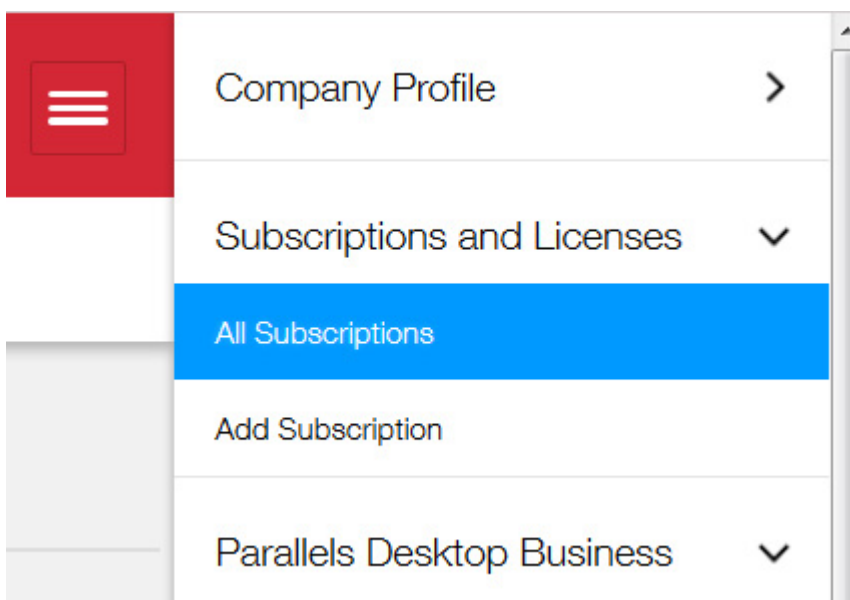 Company Profile
Subscriptions and Licenses
All Subscriptions
Add Subscription
Parallels Desktop Business